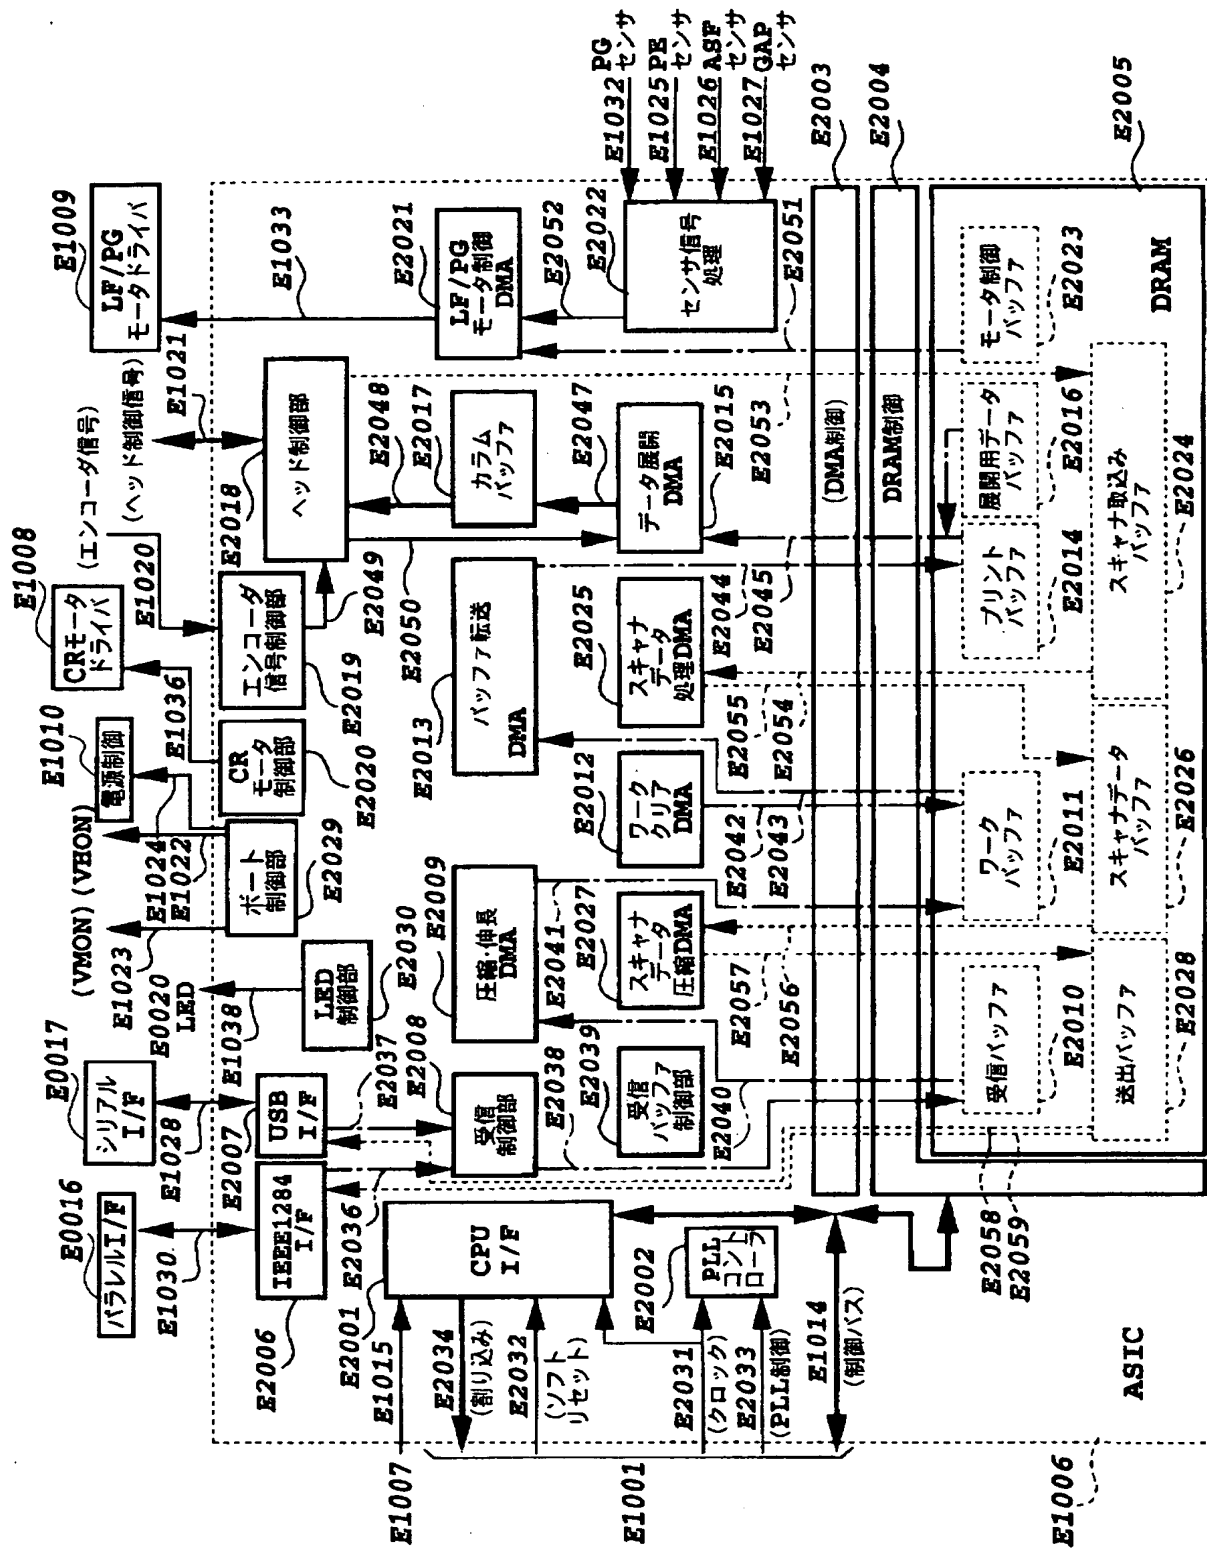 E0016
パラレルI/F
E1030
E0017
シリアル
I/F
E1028
E0020
LED
E1038
(VMON)
(VHON)
E1023
E1024
E1022
E1010
電源制御
E1036
E1008
CRモータ
ドライバ
E1020
(エンコーダ信号)
(ヘッド制御信号)
E1021
E1009
LF/PG
モータドライバ
E1033
E2006
IEEE1284
I/F
E2007
USB
I/F
E2036
E2037
E2008
受信
制御部
E2030
LED
制御部
E2029
ポート
制御部
E2020
CR
モータ
制御部
E2019
エンコーダ
信号制御部
E2018
ヘッド制御部
E2049
E2050
E2048
E2017
カラム
バッファ
E2047
E2021
LF/PG
モータ制御
DMA
E2052
E2022
センサ信号
処理
E1032
PG
センサ
E1025
PE
センサ
E1026
ASF
センサ
E1027
GAP
センサ
E2001
CPU
I/F
E1007
E1015
E2034
(割り込み)
E2032
(ソフト
リセット)
E2002
PLL
コント
ローラ
E2031
(クロック)
E2033
(PLL制御)
E1001
E1014
(制御バス)
E2038
E2039
受信
バッファ
制御部
E2040
E2009
圧縮・伸長
DMA
E2041
E2027
スキャナ
データ
圧縮DMA
E2057
E2056
E2012
ワーク
クリア
DMA
E2042
E2043
E2013
バッファ転送
DMA
E2025
スキャナ
データ
処理DMA
E2055
E2054
E2044
E2045
E2015
データ展開
DMA
E2053
E2051
E2003
(DMA制御)
E2004
DRAM制御
E2005
DRAM
E2058
E2059
受信バッファ
E2010
送出バッファ
E2028
ワーク
バッファ
E2011
スキャナデータ
バッファ
E2026
プリント
バッファ
E2014
展開用データ
バッファ
E2016
スキャナ取込み
バッファ
E2024
モータ制御
バッファ
E2023
ASIC
E1006